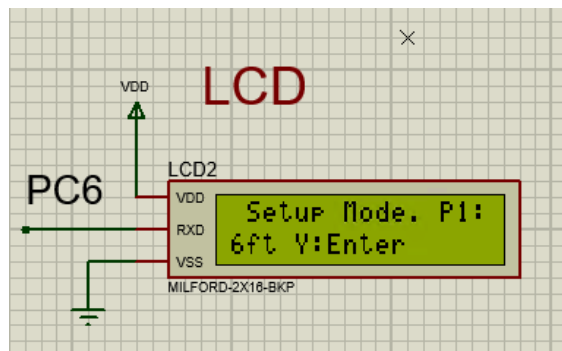 LCD
VDD
LCD2
PC6
VDD
RXD
VSS
Setup Mode. P1:
6ft Y:Enter
MILFORD-2X16-BKP